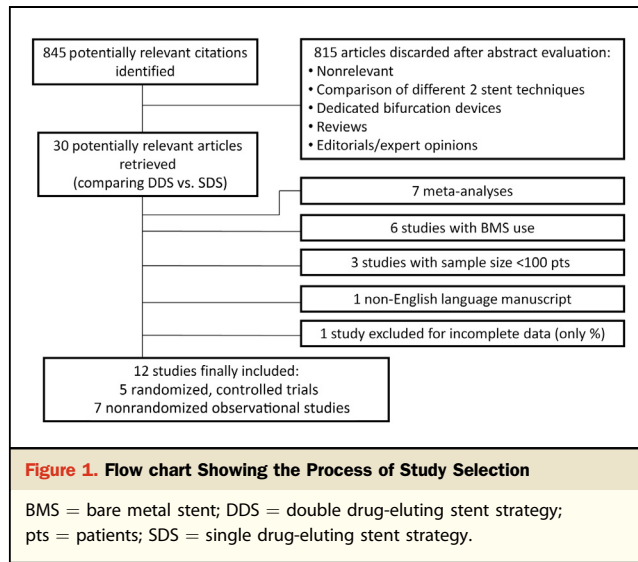 845 potentially relevant citations
identified
815 articles discarded after abstract evaluation:
• Nonrelevant
• Comparison of different 2 stent techniques
• Dedicated bifurcation devices
• Reviews
• Editorials/expert opinions
30 potentially relevant articles
retrieved
(comparing DDS vs. SDS)
7 meta-analyses
6 studies with BMS use
3 studies with sample size <100 pts
1 non-English language manuscript
1 study excluded for incomplete data (only %)
12 studies finally included:
5 randomized, controlled trials
7 nonrandomized observational studies
Figure 1. Flow chart Showing the Process of Study Selection
BMS = bare metal stent; DDS = double drug-eluting stent strategy;
pts = patients; SDS = single drug-eluting stent strategy.